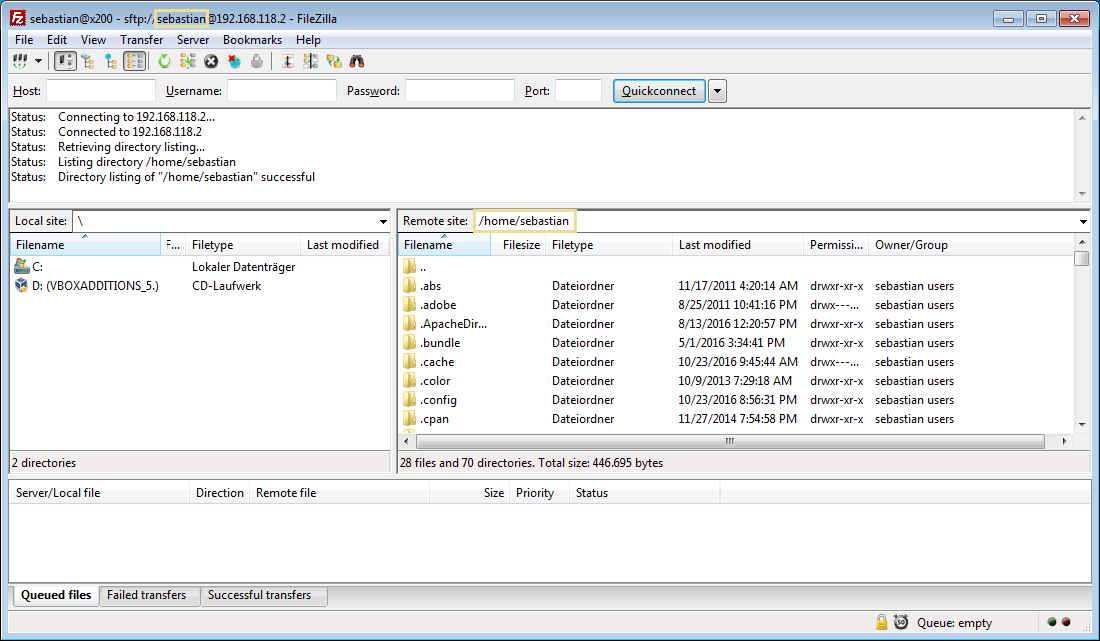 sebastian@x200 - sftp://sebastian@192.168.118.2 - FileZilla
File Edit View Transfer Server Bookmarks Help
Host: Username: Password: Port: Quickconnect
Status: Connecting to 192.168.118.2...
Status: Connected to 192.168.118.2
Status: Retrieving directory listing...
Status: Listing directory /home/sebastian
Status: Directory listing of "/home/sebastian" successful
Local site: \
Filename F... Filetype Last modified
C: Lokaler Datenträger
D: (VBOXADDITIONS_5.) CD-Laufwerk
2 directories
Remote site: /home/sebastian
Filename Filesize Filetype Last modified Permissi... Owner/Group
..
.abs Dateiordner 11/17/2011 4:20:14 AM drwxr-xr-x sebastian users
.adobe Dateiordner 8/25/2011 10:41:16 PM drwx---... sebastian users
.ApacheDir... Dateiordner 8/13/2016 12:20:57 PM drwxr-xr-x sebastian users
.bundle Dateiordner 5/1/2016 3:34:41 PM drwxr-xr-x sebastian users
.cache Dateiordner 10/23/2016 9:45:44 AM drwx---... sebastian users
.color Dateiordner 10/9/2013 7:29:18 AM drwxr-xr-x sebastian users
.config Dateiordner 10/23/2016 8:56:31 PM drwxr-xr-x sebastian users
.cpan Dateiordner 11/27/2014 7:54:58 PM drwxr-xr-x sebastian users
28 files and 70 directories. Total size: 446.695 bytes
Server/Local file Direction Remote file Size Priority Status
Queued files Failed transfers Successful transfers
Queue: empty